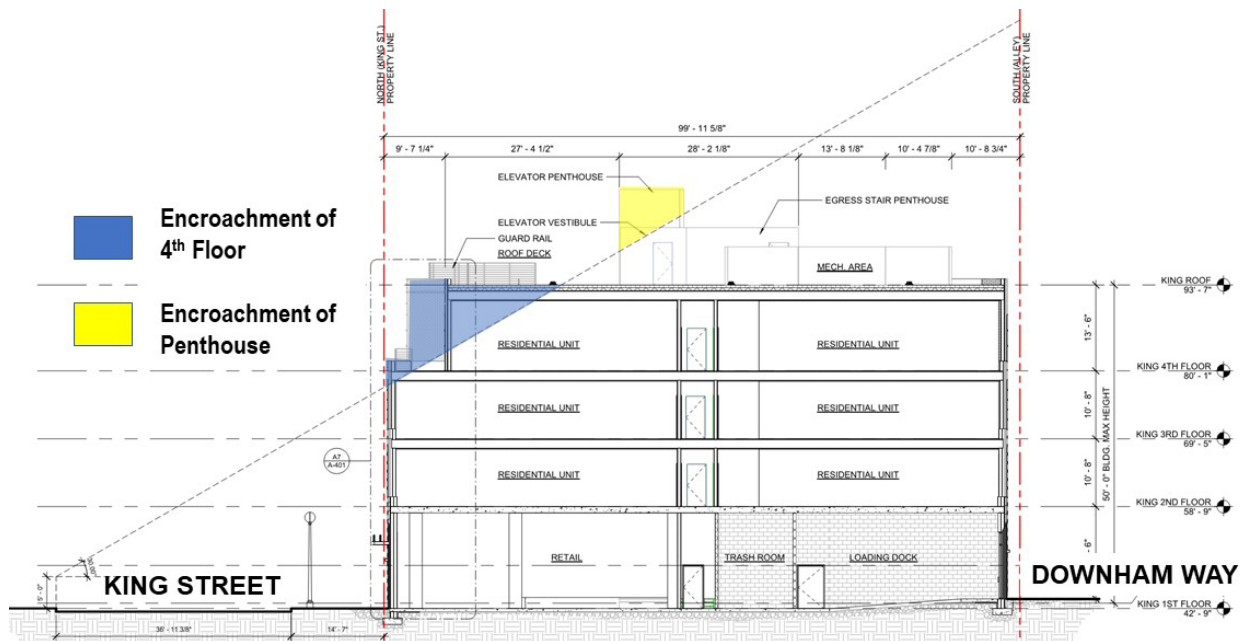 NORTH (KING ST.)
PROPERTY LINE
SOUTH (ALLEY)
PROPERTY LINE
99' - 11 5/8"
9' - 7 1/4"
27' - 4 1/2"
28' - 2 1/8"
13' - 8 1/8"
10' - 4 7/8"
10' - 8 3/4"
ELEVATOR PENTHOUSE
ELEVATOR VESTIBULE
GUARD RAIL
ROOF DECK
EGRESS STAIR PENTHOUSE
MECH. AREA
Encroachment of
4th Floor
Encroachment of
Penthouse
KING ROOF
93' - 7"
13' - 6"
RESIDENTIAL UNIT
RESIDENTIAL UNIT
KING 4TH FLOOR
80' - 1"
10' - 8"
RESIDENTIAL UNIT
RESIDENTIAL UNIT
50' - 0" BLDG. MAX HEIGHT
KING 3RD FLOOR
69' - 5"
A7
A-401
10' - 8"
RESIDENTIAL UNIT
RESIDENTIAL UNIT
KING 2ND FLOOR
58' - 9"
- 6"
RETAIL
TRASH ROOM
LOADING DOCK
30.00°
15' - 0"
KING STREET
DOWNHAM WAY
KING 1ST FLOOR
42' - 9"
36' - 11 3/8"
14' - 7"